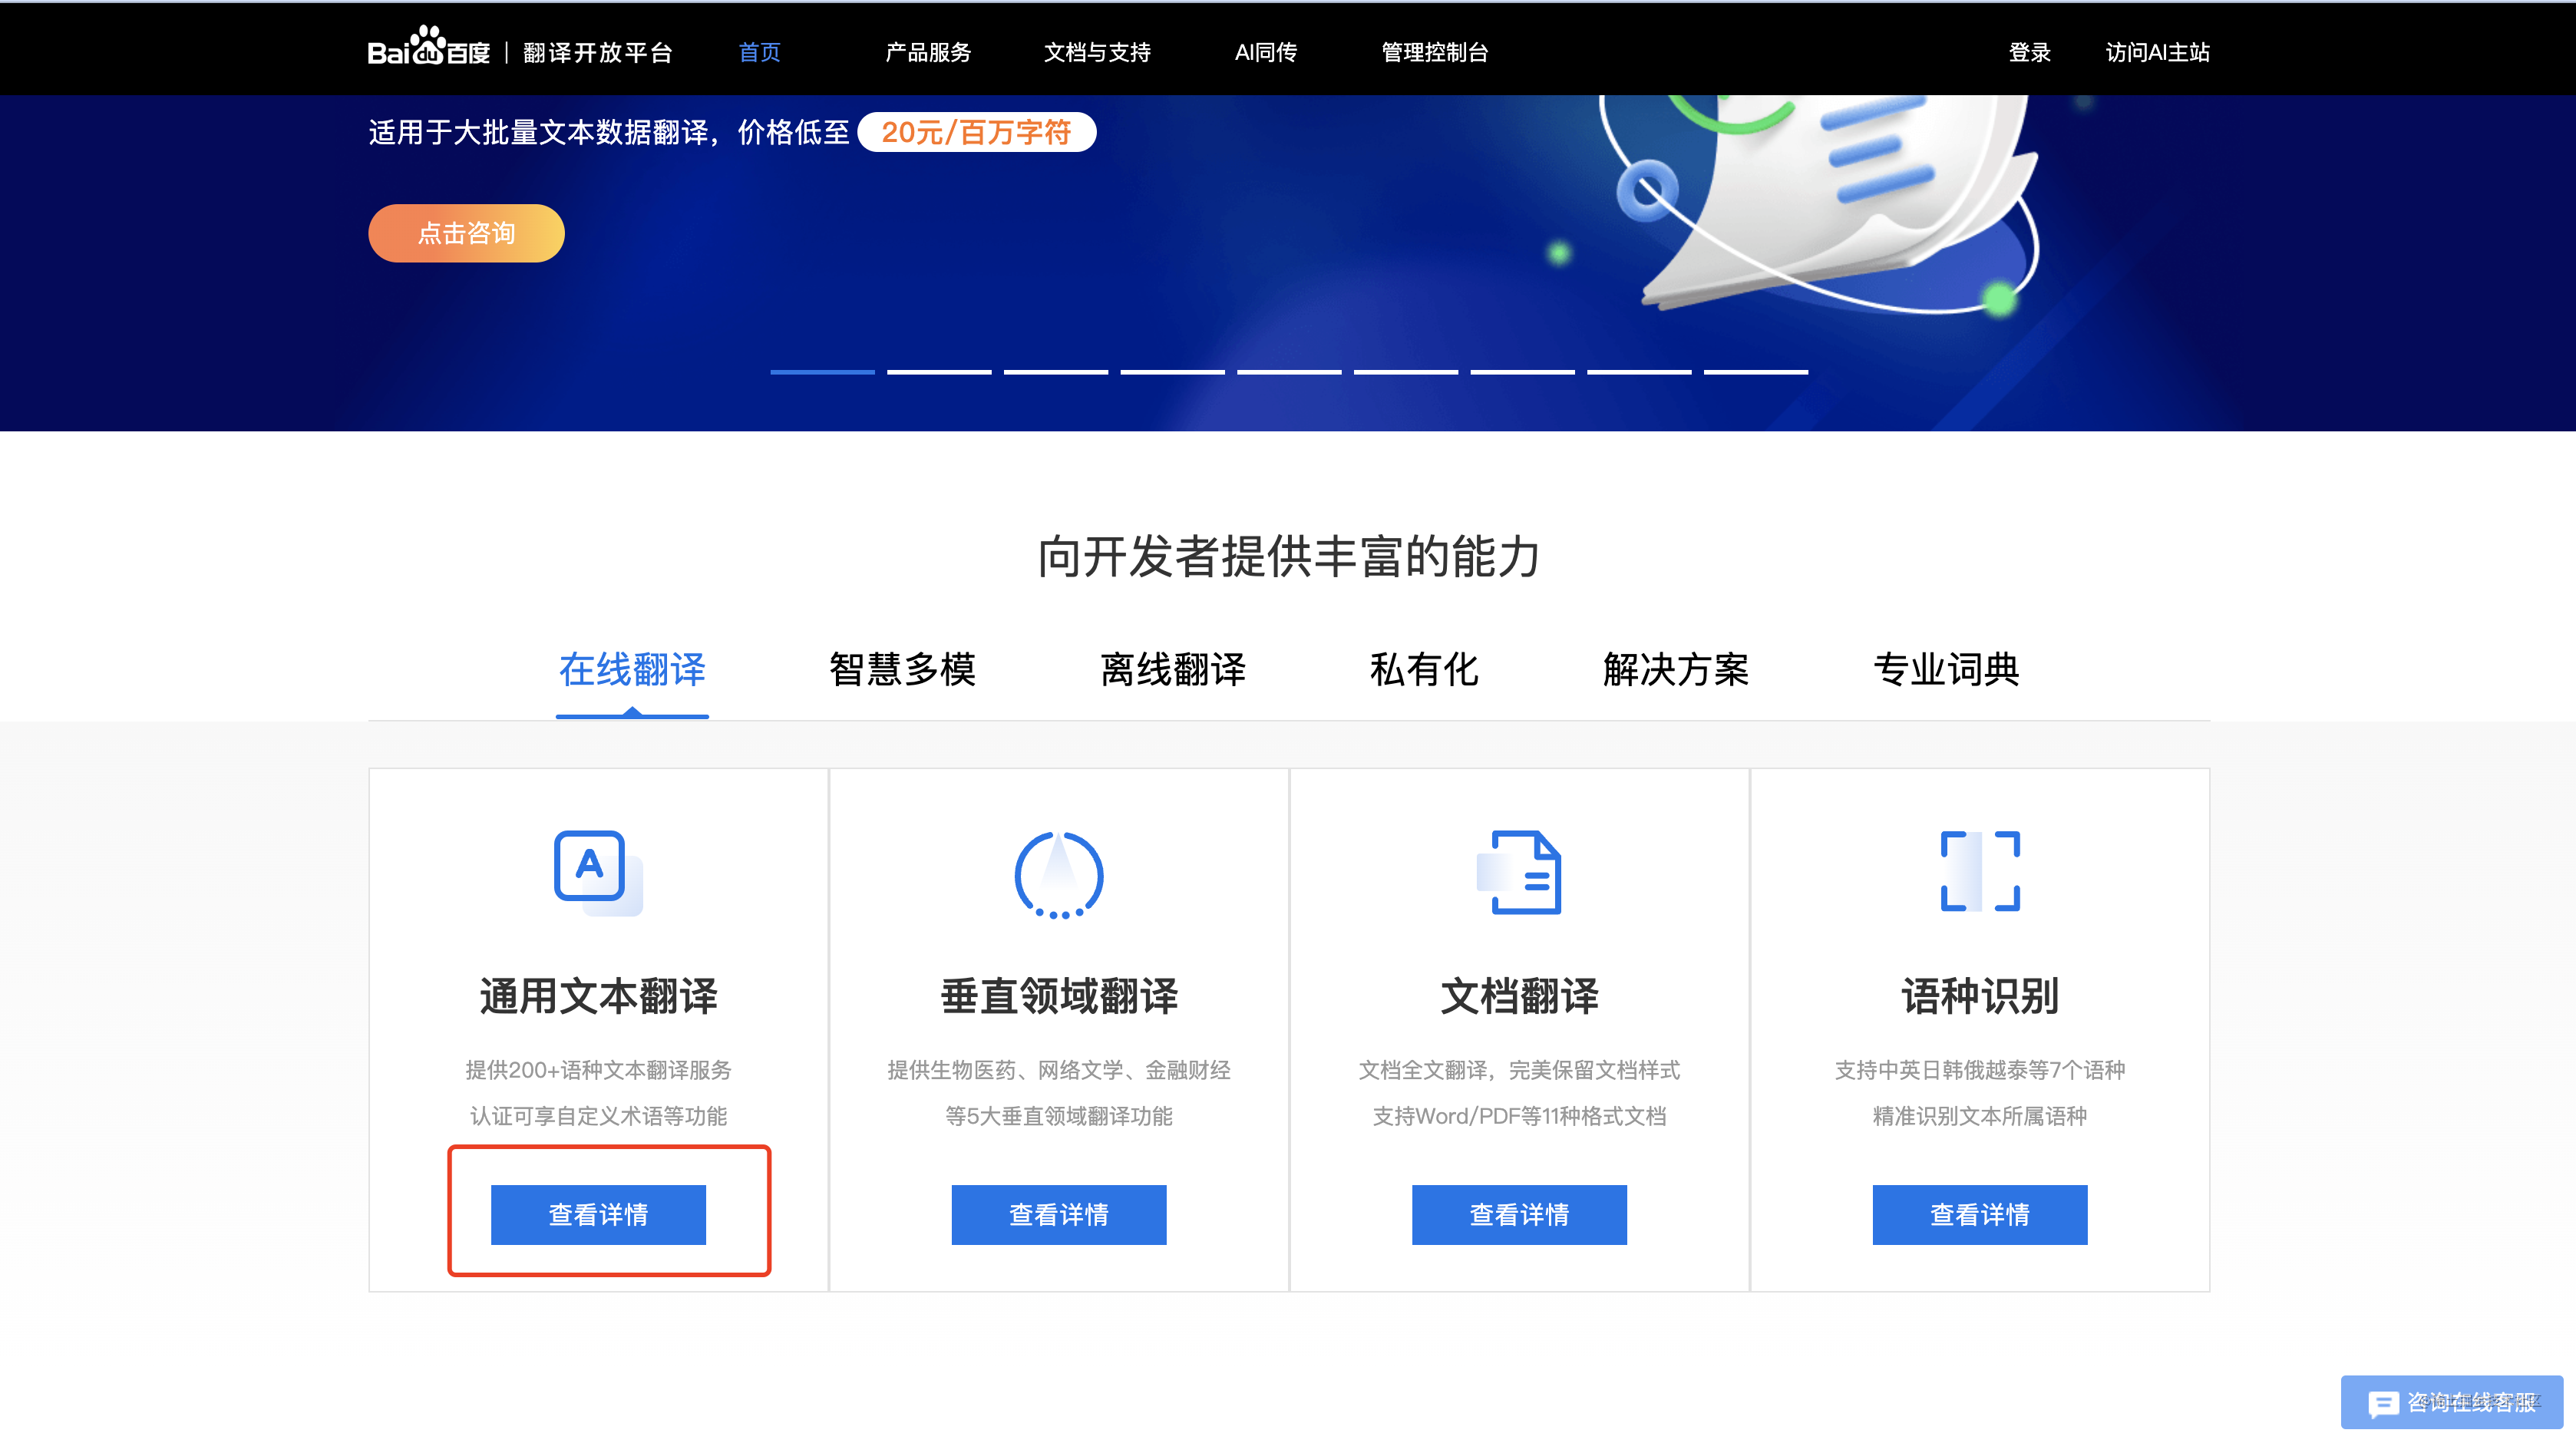 Bai du 百度 | 翻译开放平台
首页
产品服务
文档与支持
AI同传
管理控制台
登录
访问AI主站
适用于大批量文本数据翻译，价格低至 20元/百万字符
点击咨询
向开发者提供丰富的能力
在线翻译
智慧多模
离线翻译
私有化
解决方案
专业词典
A
通用文本翻译
提供200+语种文本翻译服务
认证可享自定义术语等功能
查看详情
垂直领域翻译
提供生物医药、网络文学、金融财经
等5大垂直领域翻译功能
查看详情
文档翻译
文档全文翻译，完美保留文档样式
支持Word/PDF等11种格式文档
查看详情
语种识别
支持中英日韩俄越泰等7个语种
精准识别文本所属语种
查看详情
咨询在线客服